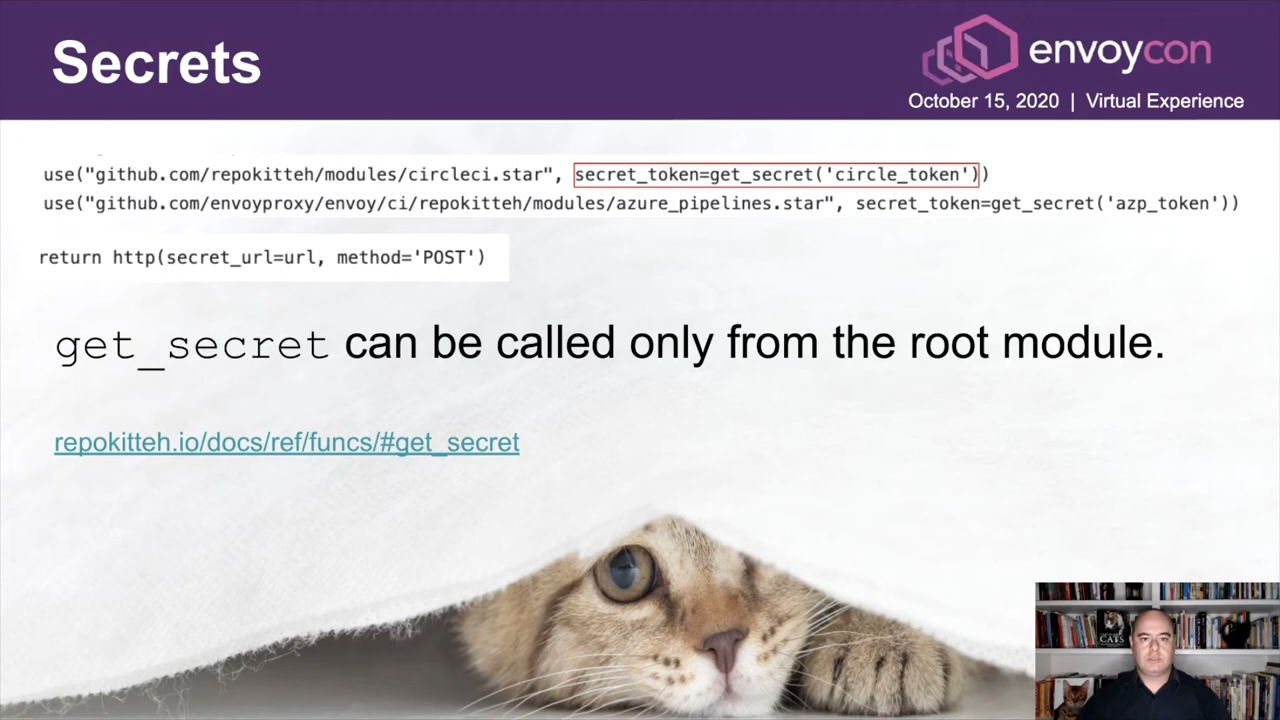 Secrets
envoycon
October 15, 2020 | Virtual Experience
use("github.com/repokitteh/modules/circleci.star", secret_token=get_secret('circle_token'))
use("github.com/envoyproxy/envoy/ci/repokitteh/modules/azure_pipelines.star", secret_token=get_secret('azp_token'))
return http(secret_url=url, method='POST')
get_secret can be called only from the root module.
repokitteh.io/docs/ref/funcs/#get_secret
CATS